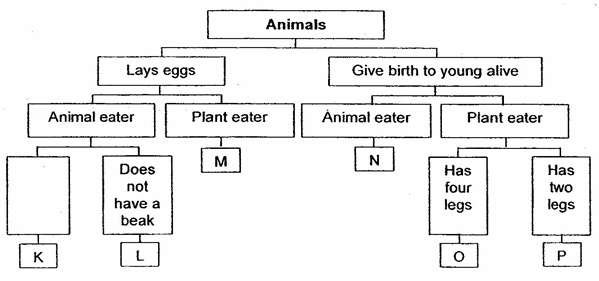 Animals
Lays eggs
Give birth to young alive
Animal eater
Plant eater
Animal eater
Plant eater
M
N
Does
not
have a
beak
Has
four
legs
Has
two
legs
K
L
O
P